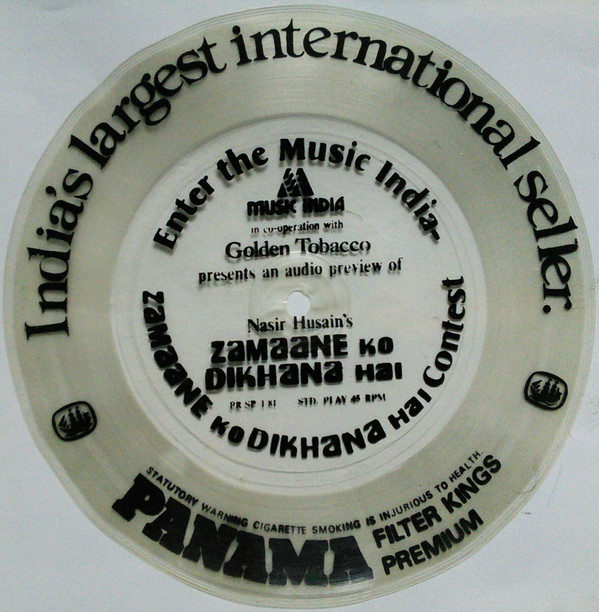 India's largest international seller.
Enter the Music India-
MUSIC INDIA
in co-operation with
Golden Tobacco
presents an audio preview of
Nasir Husain's
ZAMAANE KO
DIKHANA HAI
PR SP 1 81 STD. PLAY 45 RPM
ZAMAANE KO DIKHANA HAI Contest
STATUTORY WARNING CIGARETTE SMOKING IS INJURIOUS TO HEALTH.
PANAMA
FILTER KINGS
PREMIUM